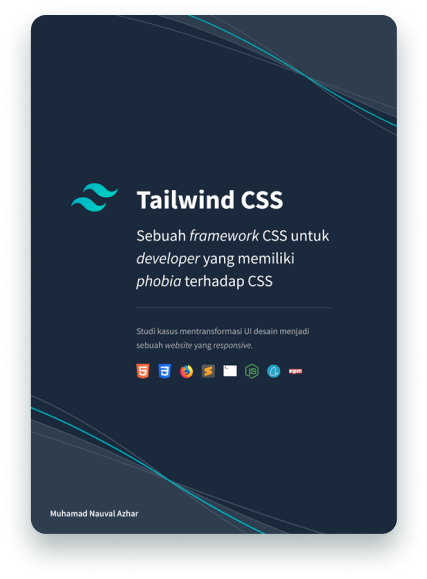 Tailwind CSS
Sebuah framework CSS untuk
developer yang memiliki
phobia terhadap CSS
Studi kasus mentransformasi UI desain menjadi
sebuah website yang responsive.
Muhamad Nauval Azhar